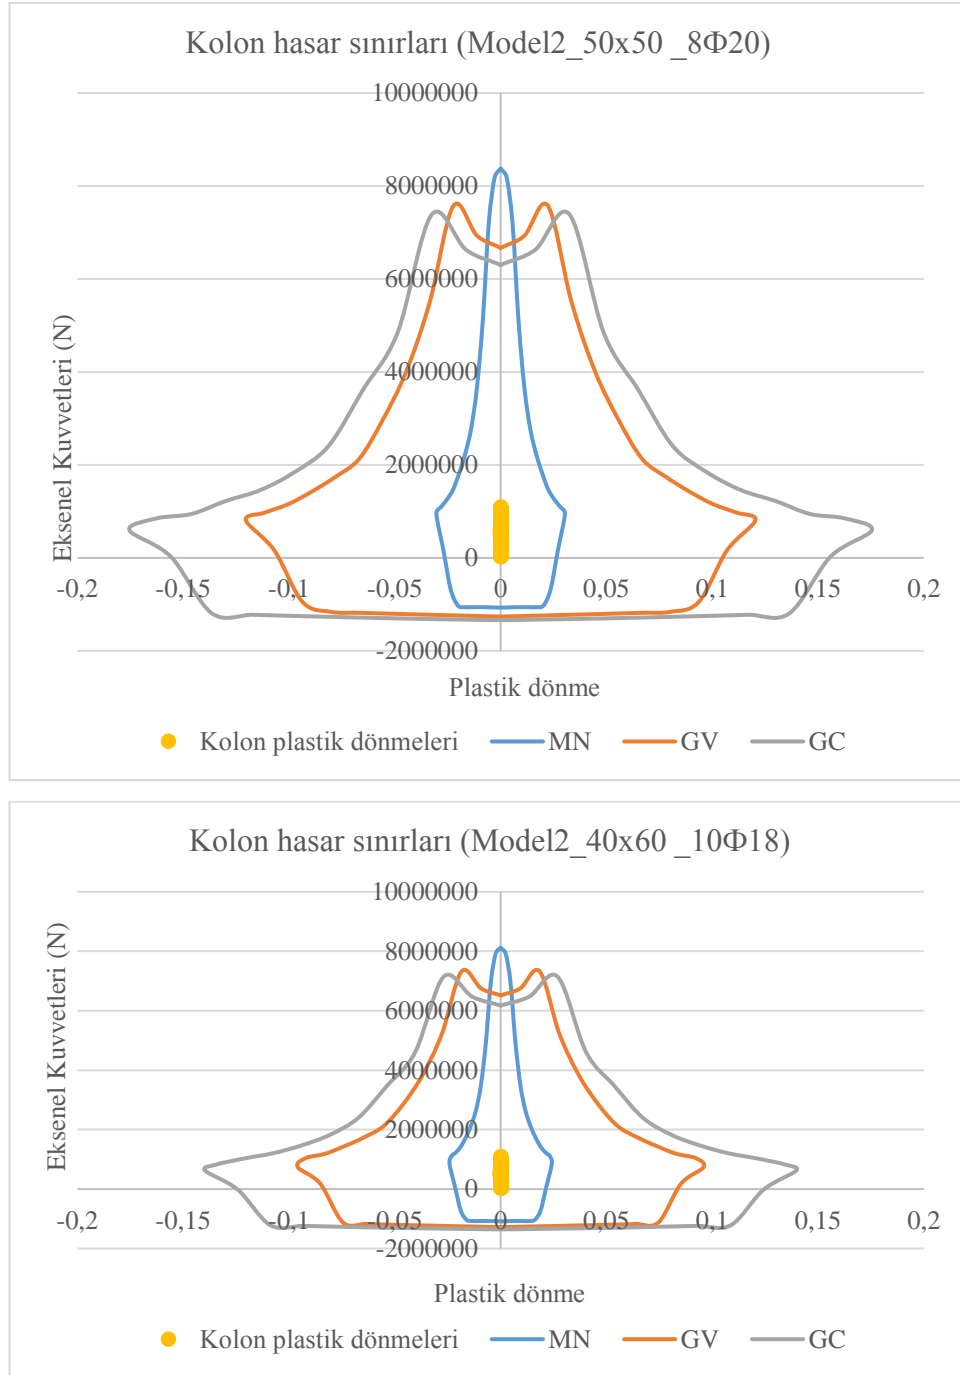 Kolon hasar sınırları (Model2_50x50 _8Φ20)
10000000
8000000
6000000
4000000
2000000
0
-2000000
-0,2
-0,15
-0,1
-0,05
0
0,05
0,1
0,15
0,2
Eksenel Kuvvetleri (N)
Plastik dönme
Kolon plastik dönmeleri
MN
GV
GC
Kolon hasar sınırları (Model2_40x60 _10Φ18)
10000000
8000000
6000000
4000000
2000000
0
-2000000
-0,2
-0,15
-0,1
-0,05
0
0,05
0,1
0,15
0,2
Eksenel Kuvvetleri (N)
Plastik dönme
Kolon plastik dönmeleri
MN
GV
GC